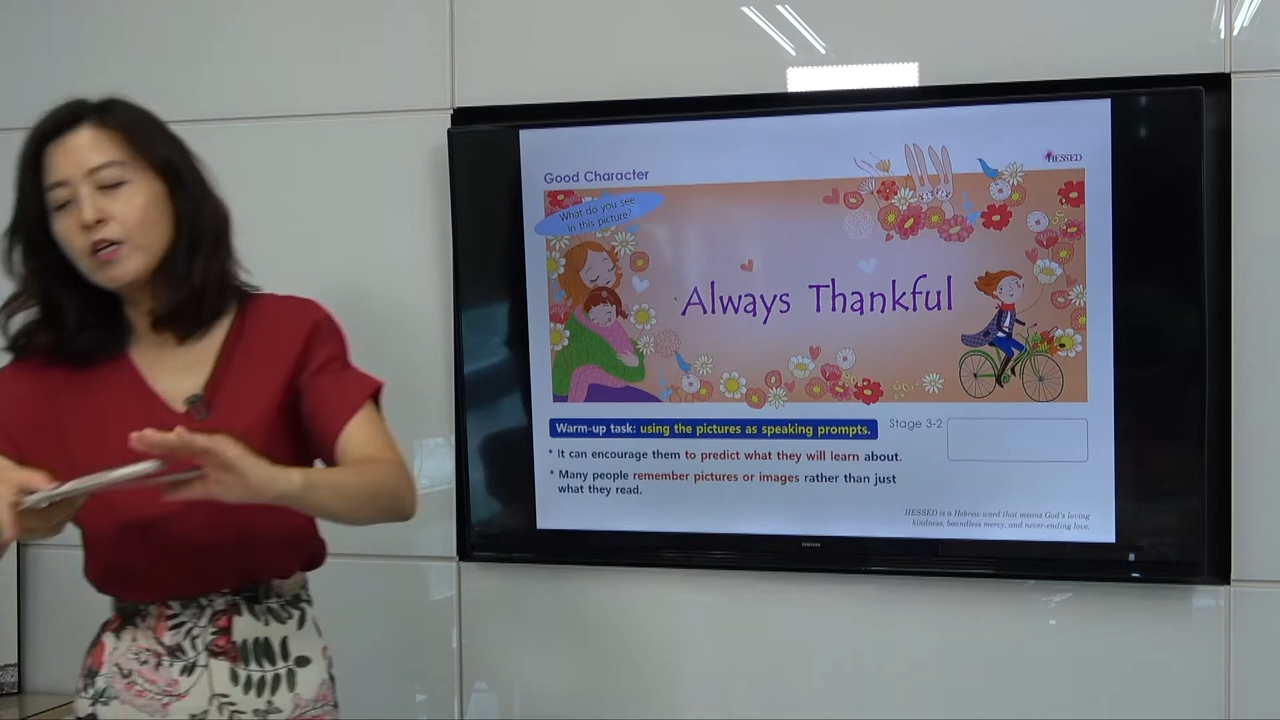 HESSED
Good Character
What do you see
in this picture?
Always Thankful
Warm-up task: using the pictures as speaking prompts.
Stage 3-2
* It can encourage them to predict what they will learn about.
* Many people remember pictures or images rather than just
what they read.
HESSED is a Hebrew word that means God's loving
kindness, boundless mercy, and never-ending love.
SAMSUNG